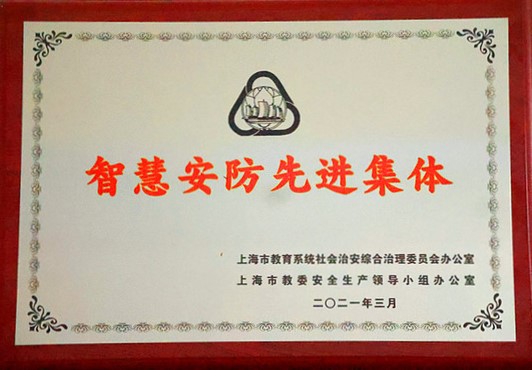 智慧安防先进集体
上海市教育系统社会治安综合治理委员会办公室
上海市教委安全生产领导小组办公室
二〇二一年三月